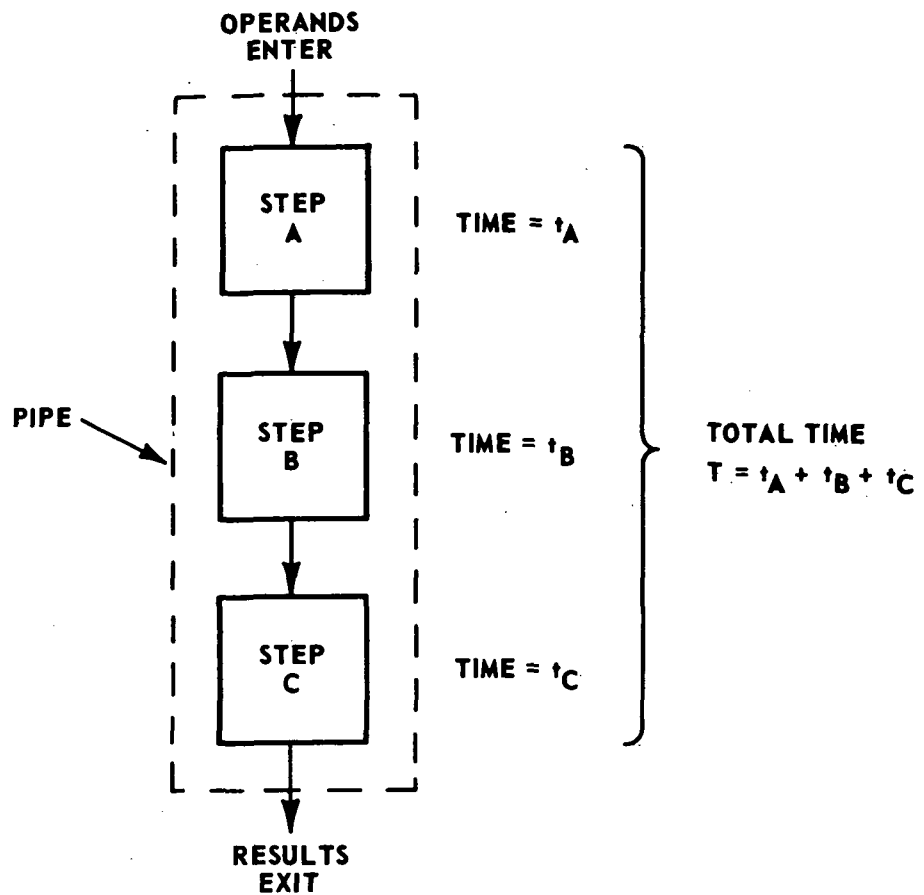 OPERANDS
ENTER
STEP
A
TIME = tA
PIPE
STEP
B
TIME = tB
TOTAL TIME
T = tA + tB + tC
STEP
C
TIME = tC
RESULTS
EXIT